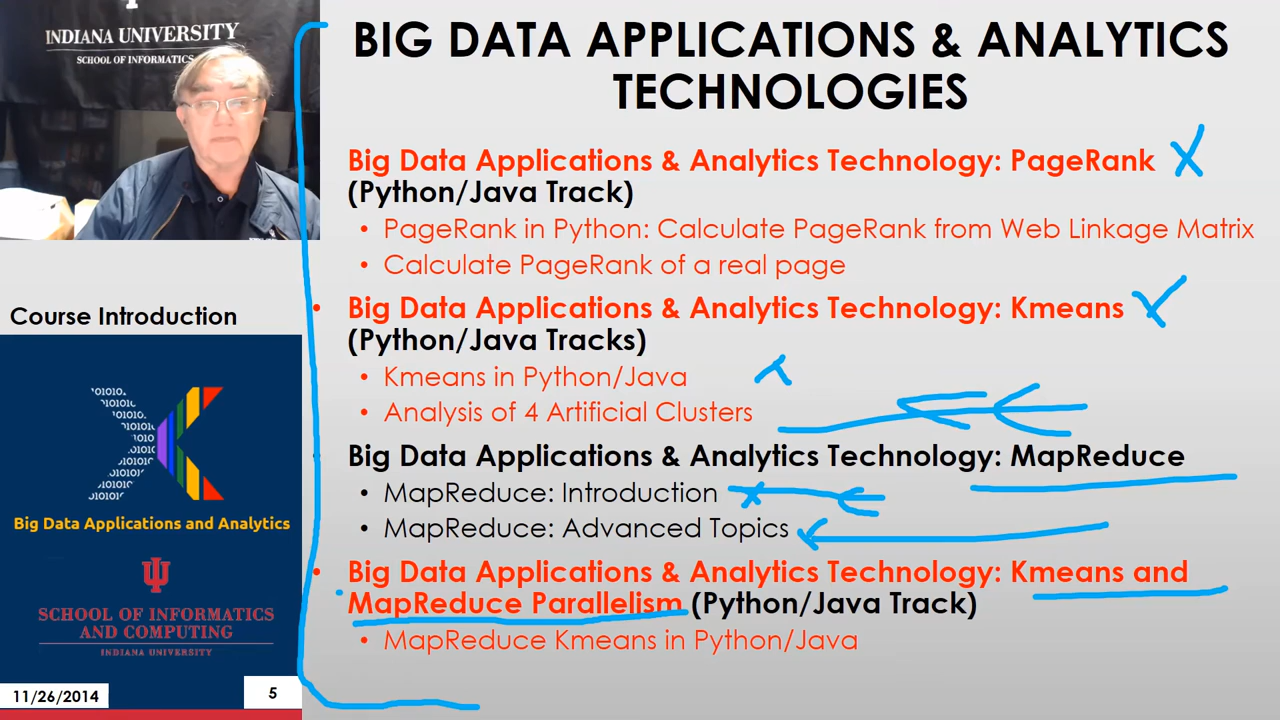 INDIANA UNIVERSITY
SCHOOL OF INFORMATICS
BIG DATA APPLICATIONS & ANALYTICS
TECHNOLOGIES
Big Data Applications & Analytics Technology: PageRank
(Python/Java Track)
• PageRank in Python: Calculate PageRank from Web Linkage Matrix
• Calculate PageRank of a real page
• Big Data Applications & Analytics Technology: Kmeans
(Python/Java Tracks)
• Kmeans in Python/Java
• Analysis of 4 Artificial Clusters
• Big Data Applications & Analytics Technology: MapReduce
• MapReduce: Introduction
• MapReduce: Advanced Topics
• Big Data Applications & Analytics Technology: Kmeans and
MapReduce Parallelism (Python/Java Track)
• MapReduce Kmeans in Python/Java
Course Introduction
Big Data Applications and Analytics
SCHOOL OF INFORMATICS
AND COMPUTING
INDIANA UNIVERSITY
11/26/2014
5